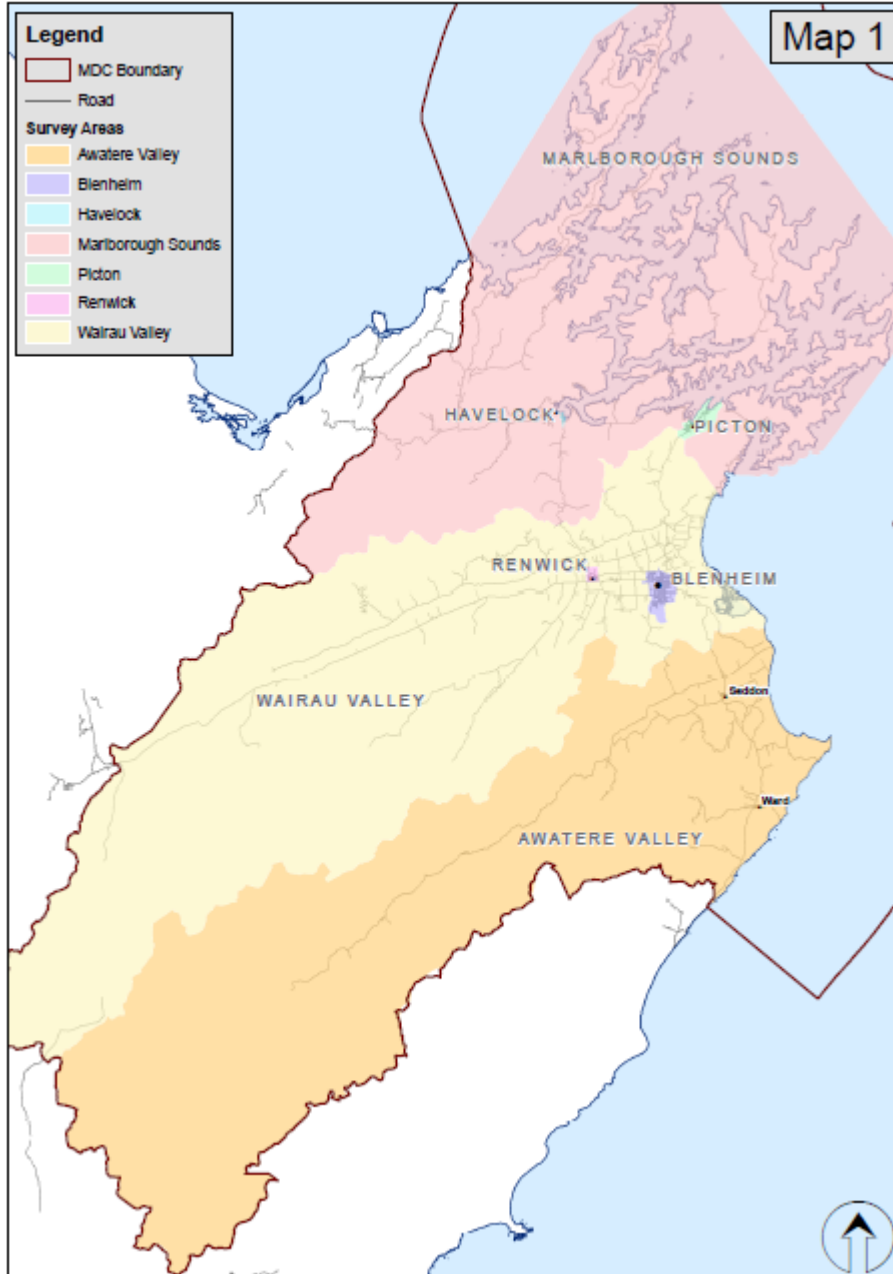 Legend
MDC Boundary
Road
Survey Areas
Awatere Valley
Blenheim
Havelock
Marlborough Sounds
Picton
Renwick
Wairau Valley
Map 1
MARLBOROUGH SOUNDS
HAVELOCK
PICTON
RENWICK
BLENHEIM
WAIRAU VALLEY
Seddon
Ward
AWATERE VALLEY